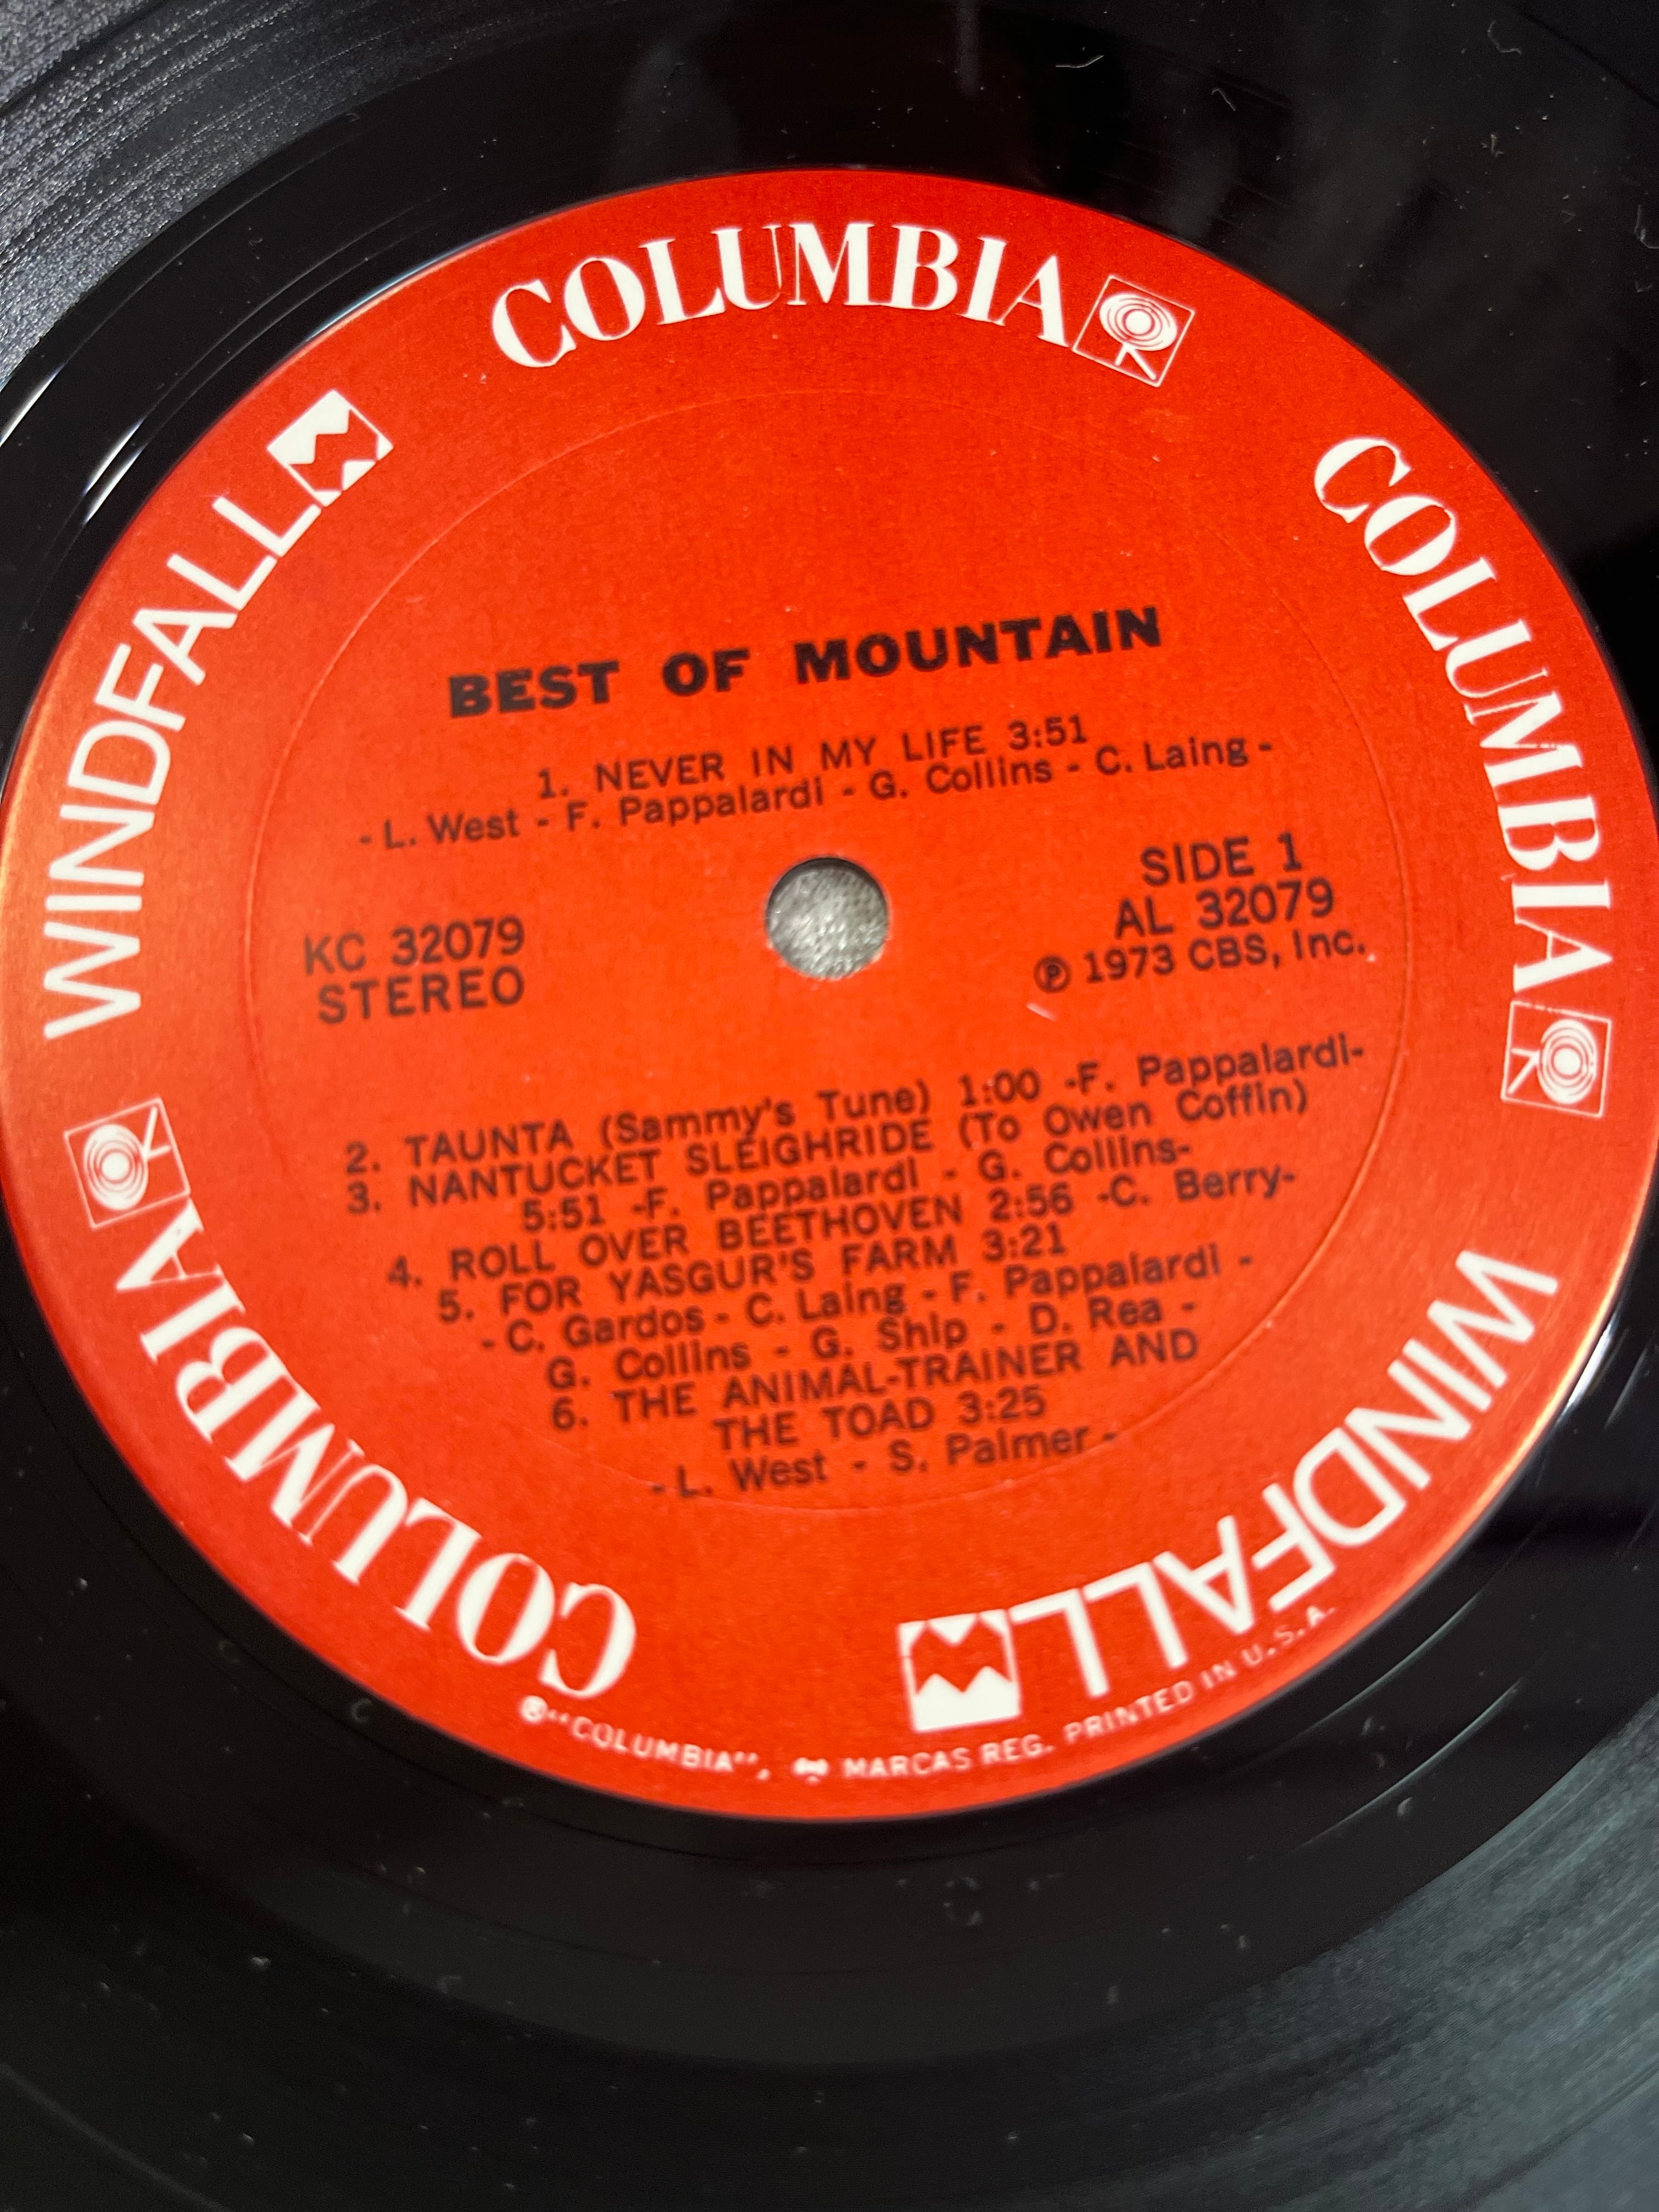 COLUMBIA
COLUMBIA
WINDFALL
COLUMBIA
WINDFALL
BEST OF MOUNTAIN
1. NEVER IN MY LIFE 3:51
- L. West - F. Pappalardi - G. Collins - C. Laing -
KC 32079
STEREO
SIDE 1
AL 32079
℗ 1973 CBS, Inc.
2. TAUNTA (Sammy's Tune) 1:00 -F. Pappalardi-
3. NANTUCKET SLEIGHRIDE (To Owen Coffin)
5:51 -F. Pappalardi - G. Collins-
4. ROLL OVER BEETHOVEN 2:56 -C. Berry-
5. FOR YASGUR'S FARM 3:21
- C. Gardos - C. Laing - F. Pappalardi -
G. Collins - G. Ship - D. Rea -
6. THE ANIMAL-TRAINER AND
THE TOAD 3:25
- L. West - S. Palmer -
®"COLUMBIA", MARCAS REG. PRINTED IN U.S.A.